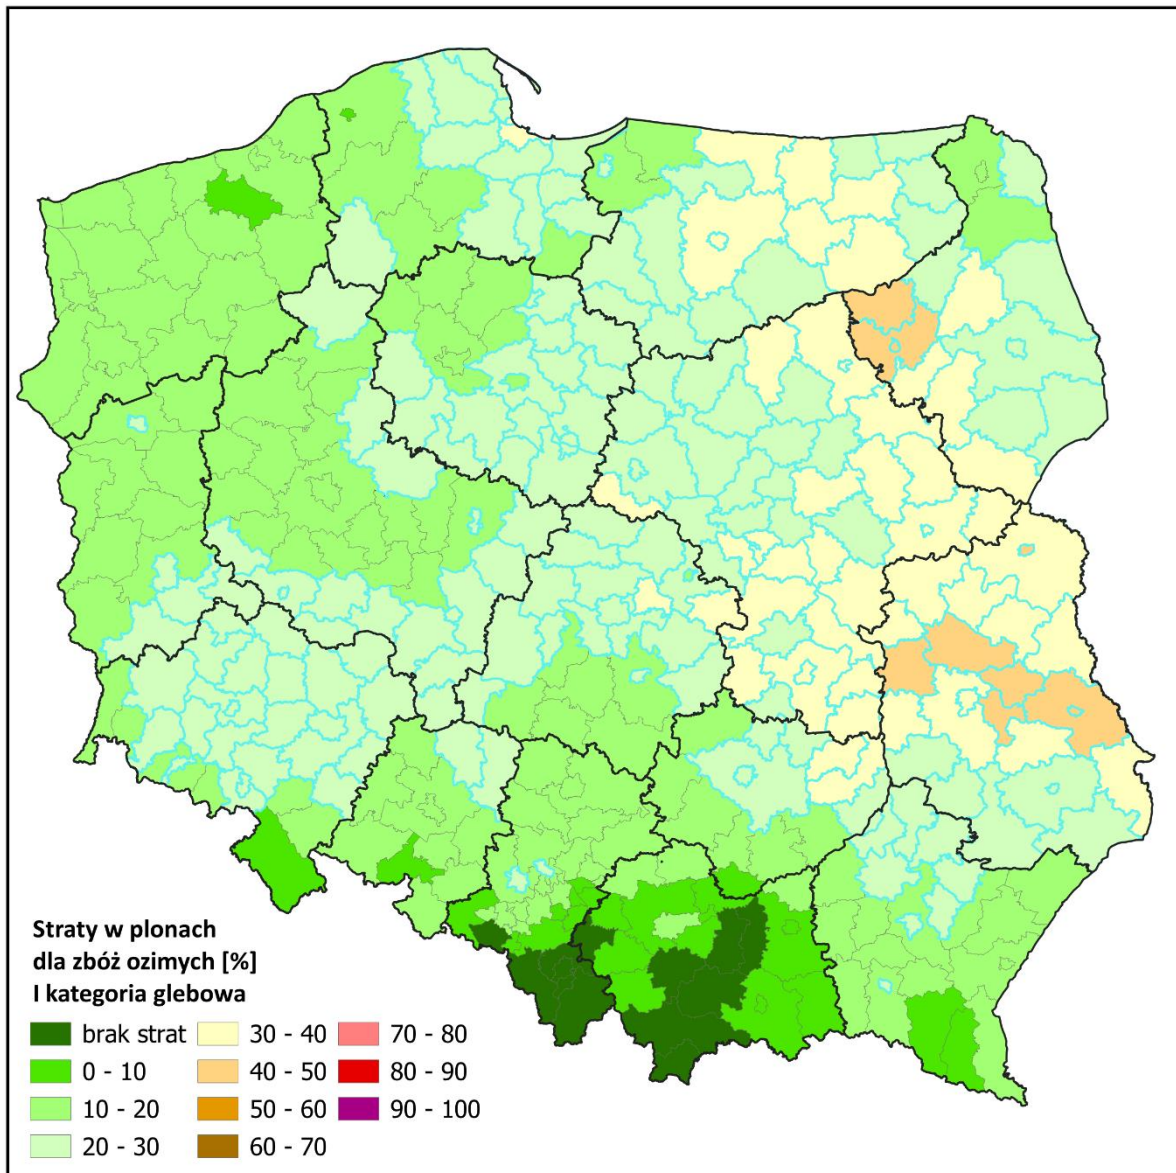 Straty w plonach
dla zbóż ozimych [%]
I kategoria glebowa
brak strat
0 - 10
10 - 20
20 - 30
30 - 40
40 - 50
50 - 60
60 - 70
70 - 80
80 - 90
90 - 100